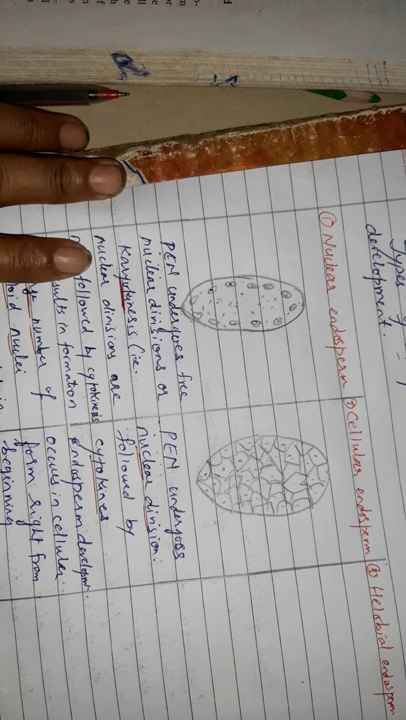 Types of
development.
① Nuclear endosperm
② Cellular endosperm
③ Helobial endosperm
PEN undergoes free
nuclear divisions or
Karyokinesis (i.e.
nuclear divisions are
followed by cytokinesis
results in formation
number of
nuclei
PEN undergoes
nuclear division.
followed by
cytokines
endosperm developm.
occurs in cellular
form right from
beginning